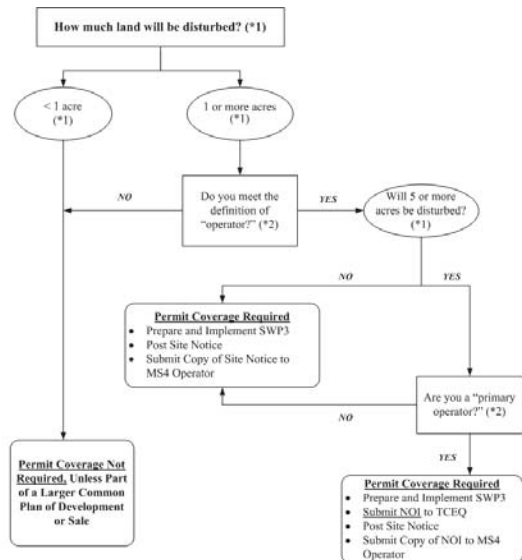 How much land will be disturbed? (*1)
< 1 acre
(*1)
1 or more acres
(*1)
NO
Do you meet the
definition of
“operator?” (*2)
YES
Will 5 or more
acres be disturbed?
(*1)
NO
YES
Permit Coverage Required
• Prepare and Implement SWP3
• Post Site Notice
• Submit Copy of Site Notice to
MS4 Operator
Are you a “primary
operator?” (*2)
NO
YES
Permit Coverage Not
Required, Unless Part
of a Larger Common
Plan of Development
or Sale
Permit Coverage Required
• Prepare and Implement SWP3
• Submit NOI to TCEQ
• Post Site Notice
• Submit Copy of NOI to MS4
Operator